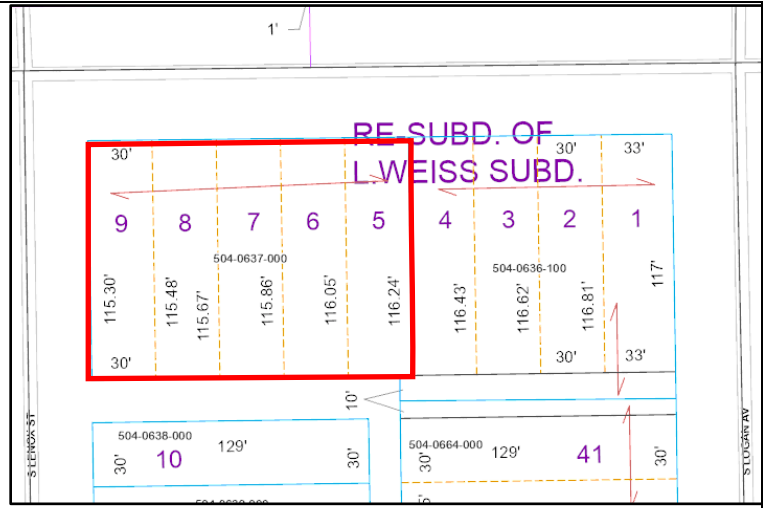 1'
RE-SUBD. OF
L.WEISS SUBD.
30' 30' 33'
9 8 7 6 5 4 3 2 1
504-0637-000 504-0636-100
115.30' 115.48' 115.67' 115.86' 116.05' 116.24' 116.43' 116.62' 116.81' 117'
30' 30' 33'
10'
S LENOX ST
S LOGAN AV
504-0638-000 129'
30' 10 30'
504-0664-000 129' 41
30' 30'